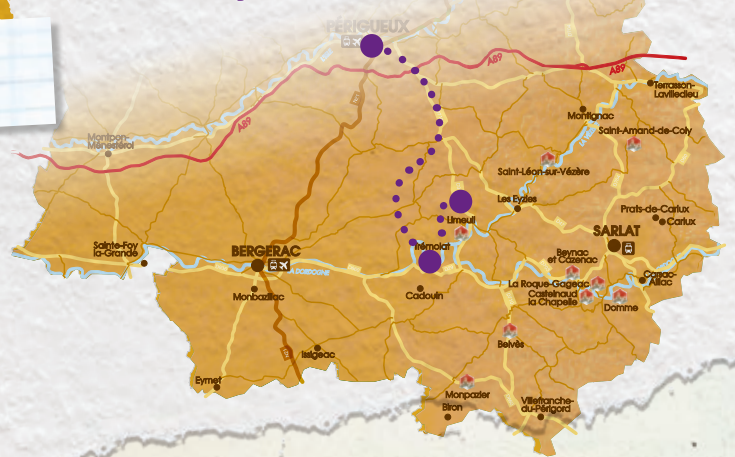 PÉRIGUEUX
A89
A89
A89
Terrasson-
Lavilledieu
Montignac
Montpon-
Ménestérol
Saint-Amand-de-Coly
Saint-Léon-sur-Vézère
Les Eyzies
Limeuil
Prats-de-Carlux
Carlux
SARLAT
Trémolat
Sainte-Foy
la-Grande
BERGERAC
LA DORDOGNE
Beynac
et Cazenac
La Roque-Gageac
Carsac-
Aillac
Castelnaud
la Chapelle
Domme
Cadouin
Monbazillac
Belvès
Issigeac
Eymet
Monpazier
Biron
Villefranche-
du-Périgord